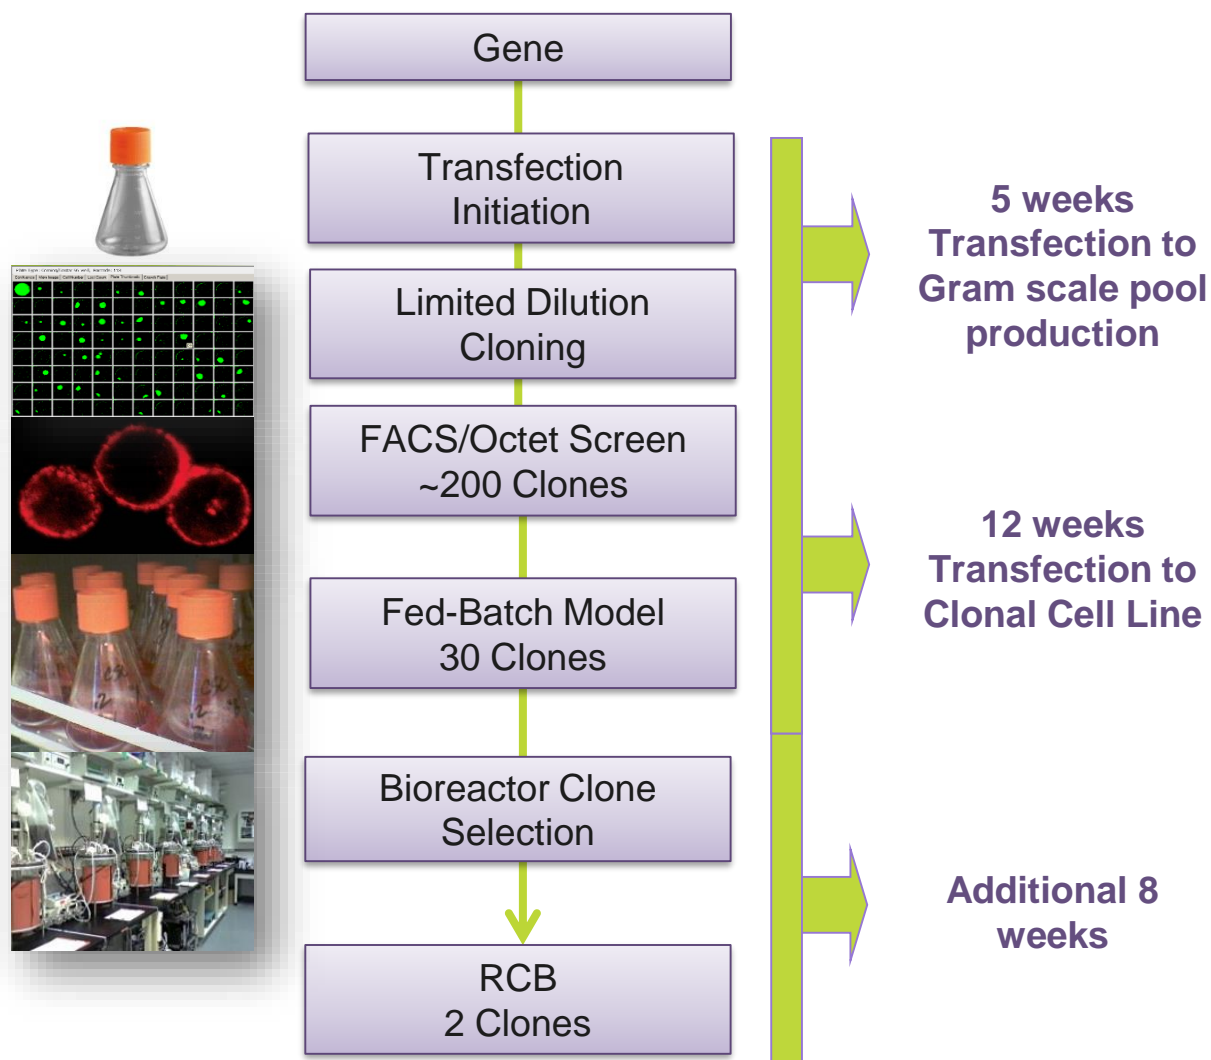 Gene
Transfection
Initiation
Limited Dilution
Cloning
FACS/Octet Screen
~200 Clones
Fed-Batch Model
30 Clones
Bioreactor Clone
Selection
RCB
2 Clones
5 weeks
Transfection to
Gram scale pool
production
12 weeks
Transfection to
Clonal Cell Line
Additional 8
weeks